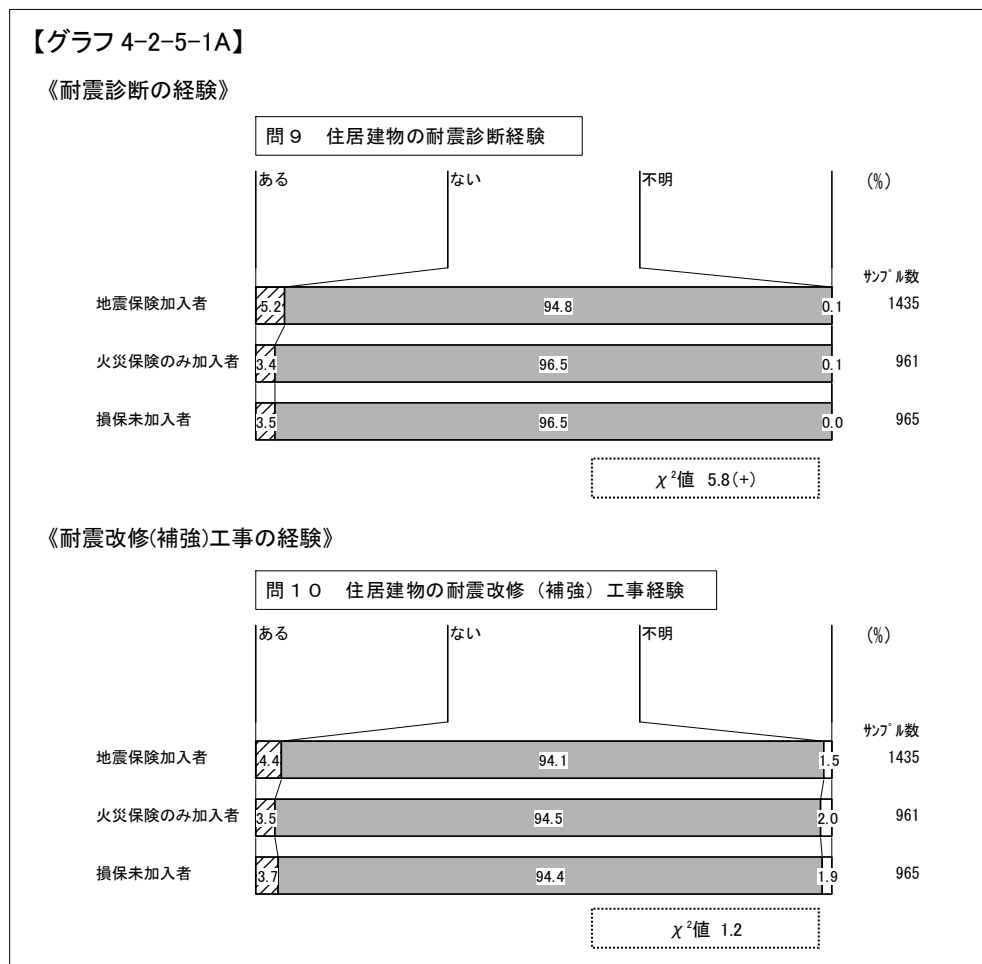 【グラフ 4-2-5-1A】
《耐震診断の経験》
問９　住居建物の耐震診断経験
ある ない 不明 (%)
ｻﾝﾌﾟﾙ数
地震保険加入者 5.2 94.8 0.1 1435
火災保険のみ加入者 3.4 96.5 0.1 961
損保未加入者 3.5 96.5 0.0 965
χ²値 5.8(+)
《耐震改修(補強)工事の経験》
問１０　住居建物の耐震改修（補強）工事経験
ある ない 不明 (%)
ｻﾝﾌﾟﾙ数
地震保険加入者 4.4 94.1 1.5 1435
火災保険のみ加入者 3.5 94.5 2.0 961
損保未加入者 3.7 94.4 1.9 965
χ²値 1.2